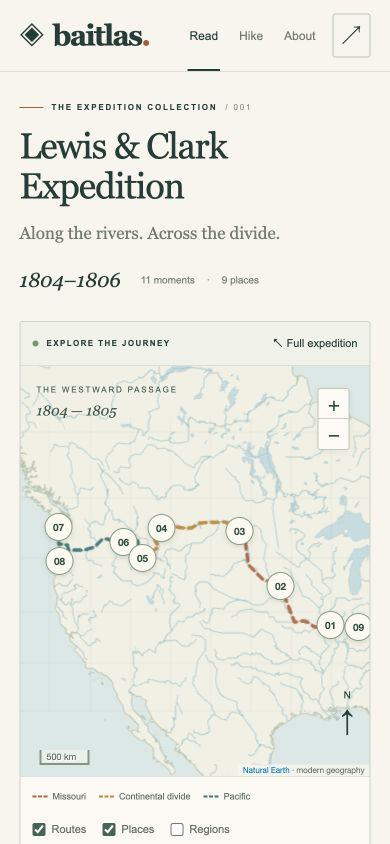 baitlas.
Read Hike About
THE EXPEDITION COLLECTION / 001
Lewis & Clark
Expedition
Along the rivers. Across the divide.
1804–1806 11 moments · 9 places
EXPLORE THE JOURNEY Full expedition
THE WESTWARD PASSAGE
1804 — 1805
+
−
07
08
06
05
04
03
02
01
09
N
500 km
Natural Earth · modern geography
Missouri Continental divide Pacific
Routes Places Regions